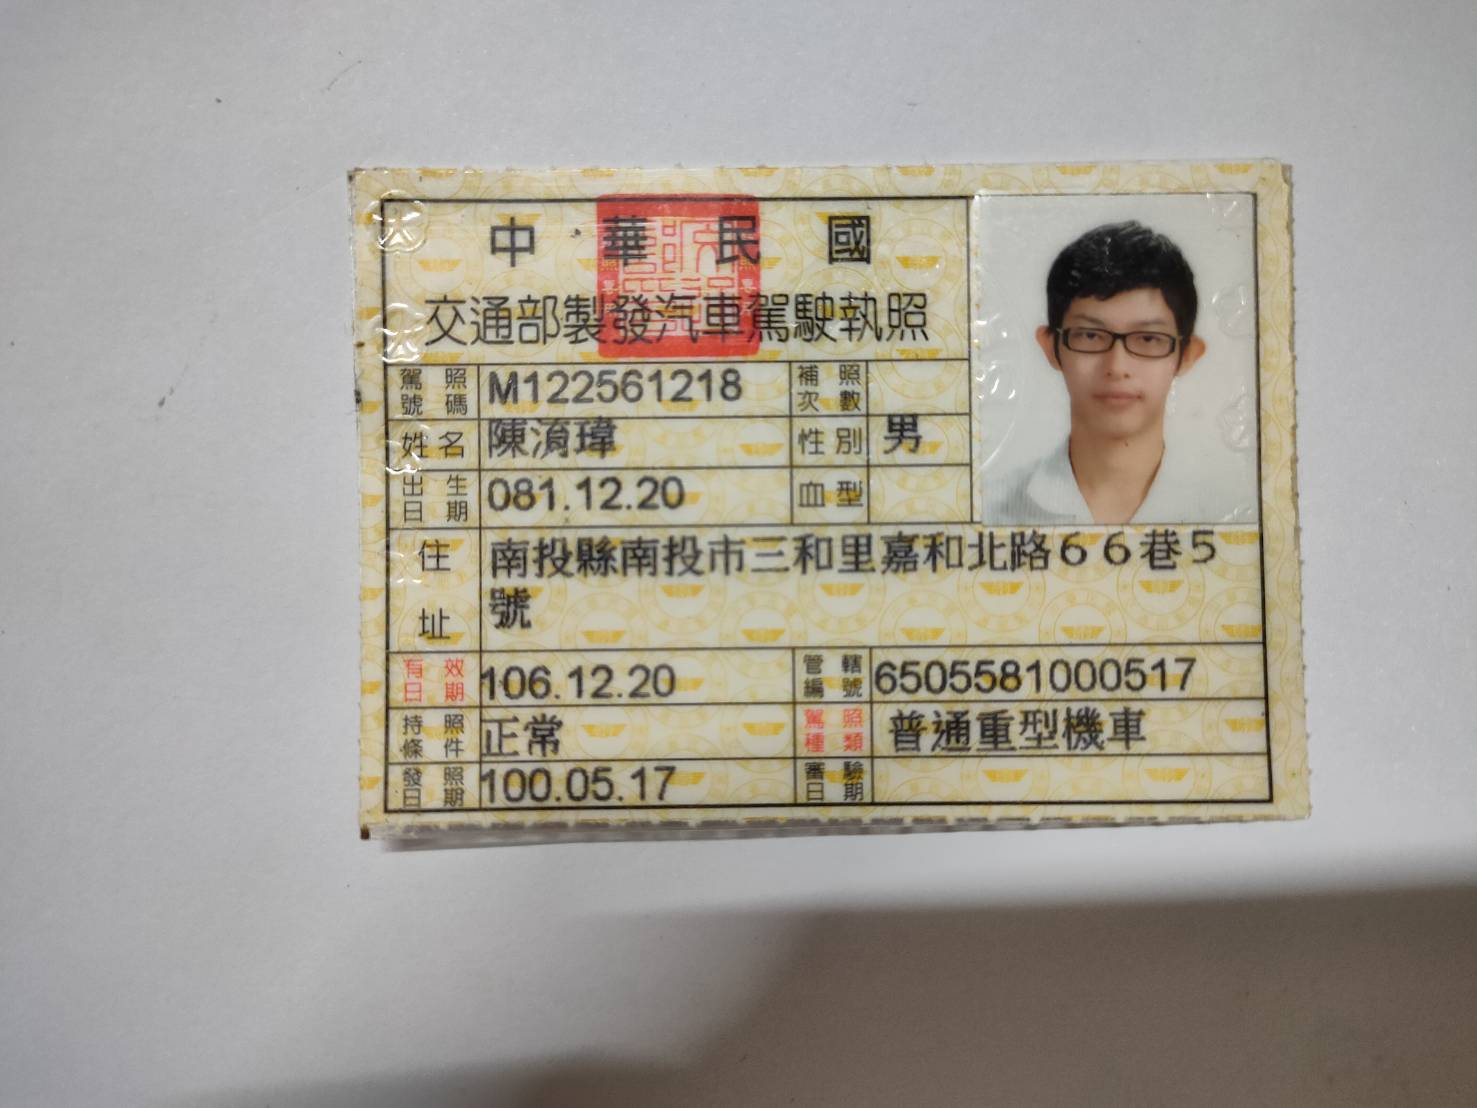 中華民國
交通部製發汽車駕駛執照
駕照號碼 M122561218 補照次數
姓名 陳淯瑋 性別 男
出生日期 081.12.20 血型
住址 南投縣南投市三和里嘉和北路66巷5
號
有效日期 106.12.20 管轄編號 6505581000517
持照條件 正常 駕照種類 普通重型機車
發照日期 100.05.17 審驗日期